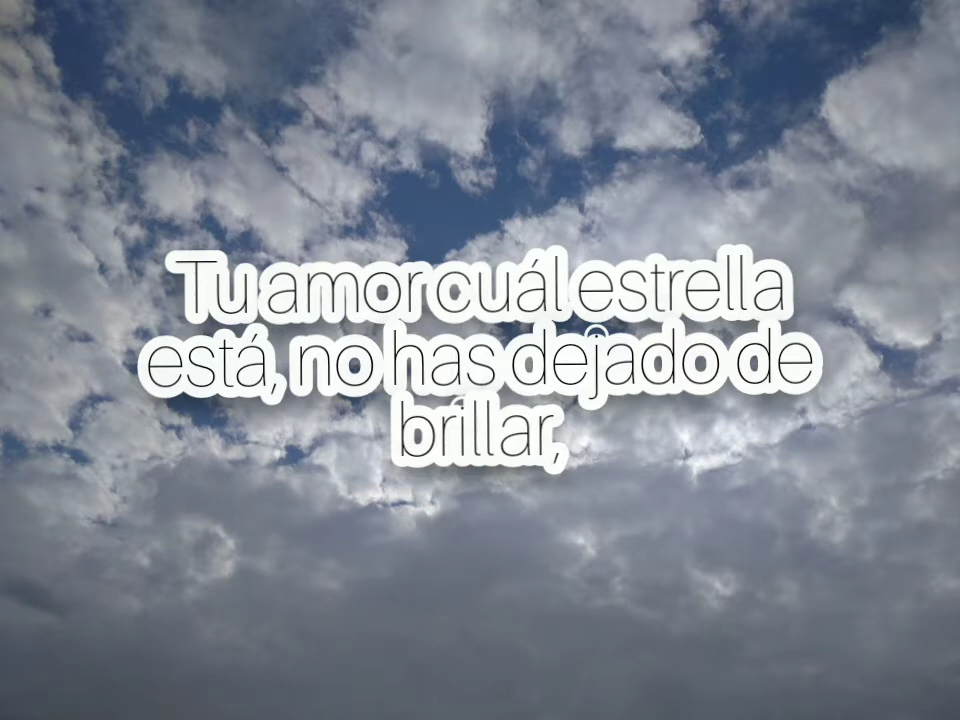 Tu amor cuál estrella
está, no has dejado de
brillar,